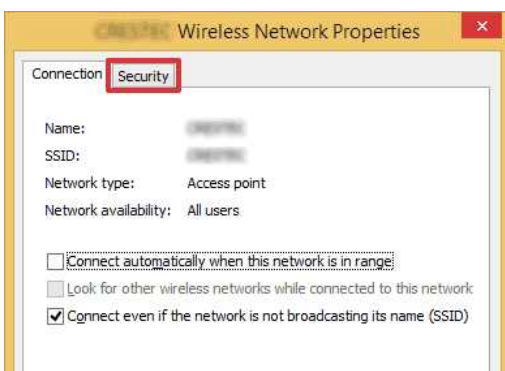 Wireless Network Properties
Connection Security
Name:
SSID:
Network type: Access point
Network availability: All users
Connect automatically when this network is in range
Look for other wireless networks while connected to this network
Connect even if the network is not broadcasting its name (SSID)